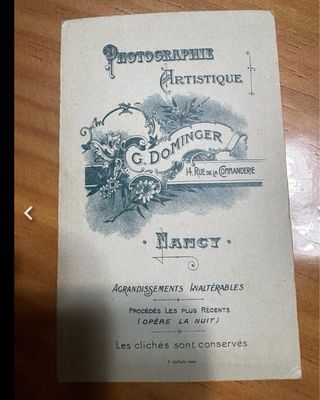 PHOTOGRAPHIE
ARTISTIQUE
G. DOMINGER
14, RUE DE LA COMMANDERIE
· NANCY ·
AGRANDISSEMENTS INALTÉRABLES
PROCÉDÉS LES PLUS RÉCENTS
(OPÈRE LA NUIT)
Les clichés sont conservés